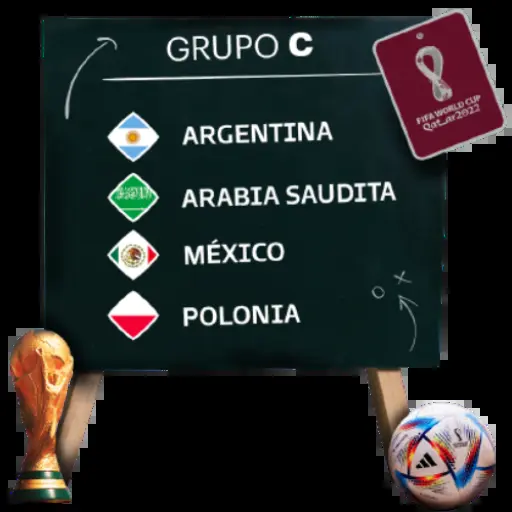 GRUPO C
FIFA WORLD CUP
Qatar2022
ARGENTINA
ARABIA SAUDITA
MÉXICO
POLONIA